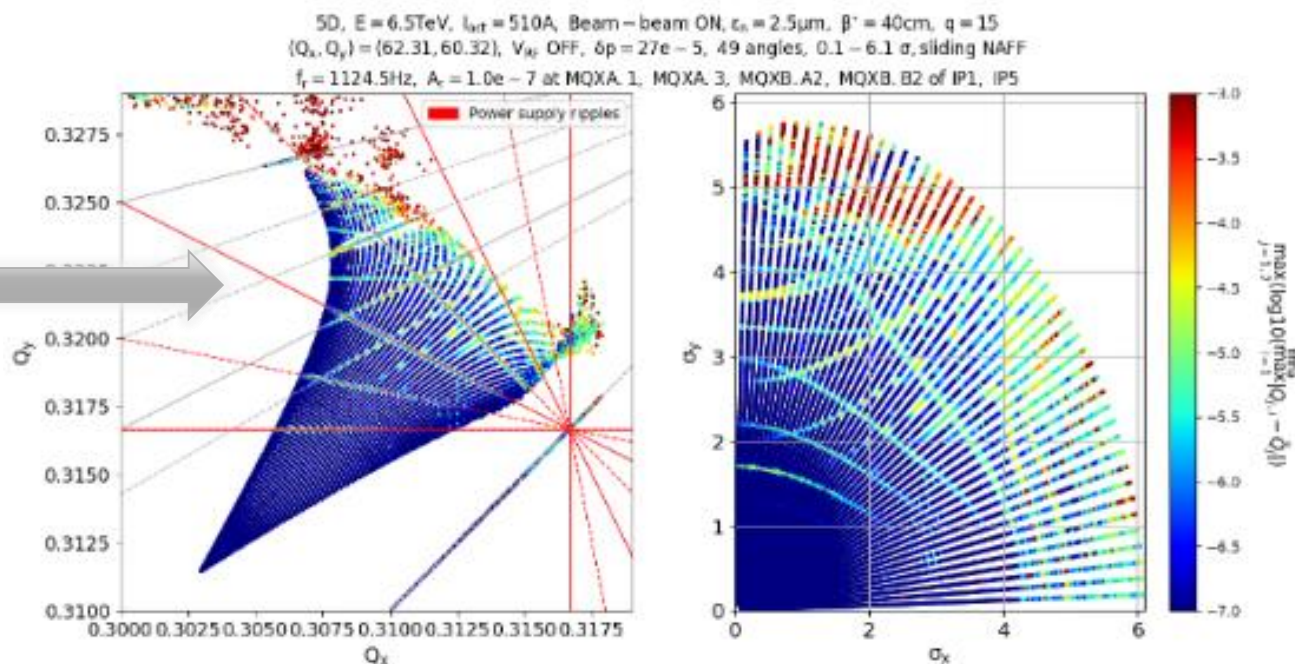 5D, E = 6.5TeV, I_oct = 510A, Beam − beam ON, ε_n = 2.5μm, β* = 40cm, q = 15
(Q_x, Q_y) = (62.31, 60.32), V_RF OFF, δp = 27e − 5, 49 angles, 0.1 − 6.1 σ, sliding NAFF
f_r = 1124.5Hz, A_r = 1.0e − 7 at MQXA.1, MQXA.3, MQXB.A2, MQXB.B2 of IP1, IP5
Power supply ripples
0.3275
0.3250
0.3200
0.3175
0.3150
0.3125
0.3100
Q_y
0.3000 0.3025 0.3050 0.3075 0.3100 0.3125 0.3150 0.3175
Q_x
6
5
4
3
2
1
0
σ_y
0 2 4 6
σ_x
−3.0
−3.5
−4.0
−4.5
−5.0
−5.5
−6.0
−6.5
−7.0